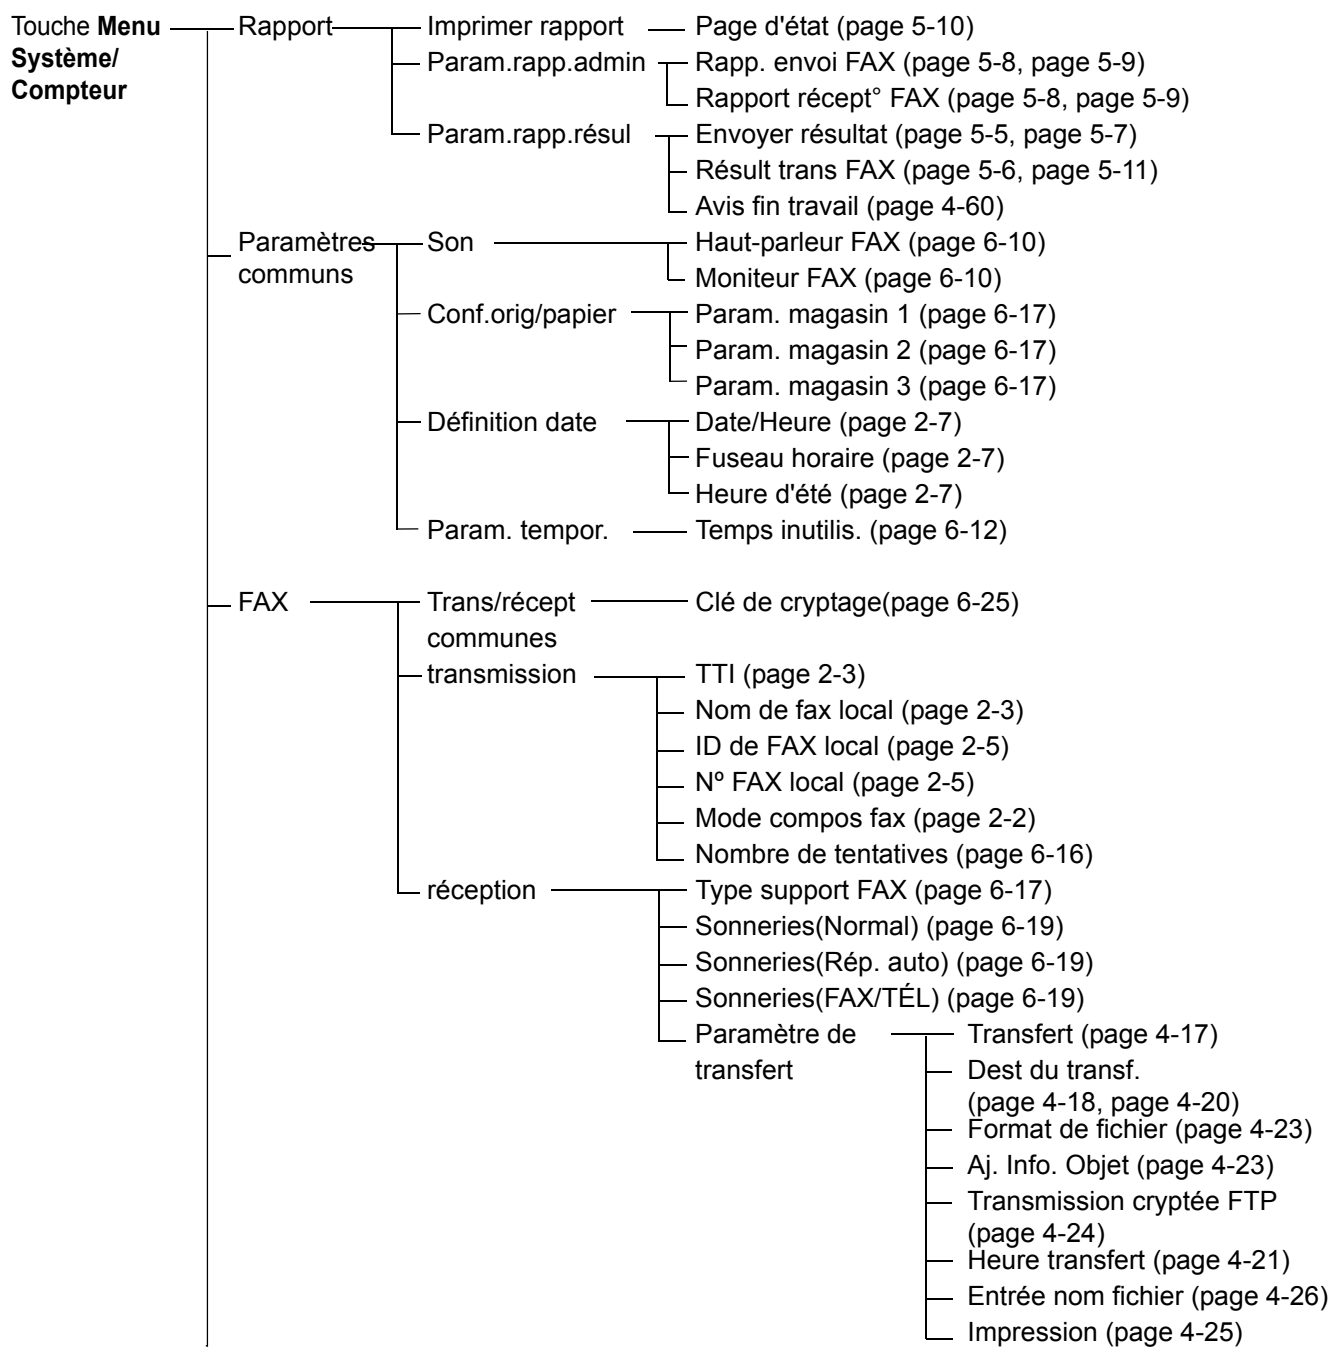 Touche Menu Système/ Compteur
Rapport
Imprimer rapport
Page d'état (page 5-10)
Param.rapp.admin
Rapp. envoi FAX (page 5-8, page 5-9)
Rapport récept° FAX (page 5-8, page 5-9)
Param.rapp.résul
Envoyer résultat (page 5-5, page 5-7)
Résult trans FAX (page 5-6, page 5-11)
Avis fin travail (page 4-60)
Paramètres
communs
Son
Haut-parleur FAX (page 6-10)
Moniteur FAX (page 6-10)
Conf.orig/papier
Param. magasin 1 (page 6-17)
Param. magasin 2 (page 6-17)
Param. magasin 3 (page 6-17)
Définition date
Date/Heure (page 2-7)
Fuseau horaire (page 2-7)
Heure d'été (page 2-7)
Param. tempor.
Temps inutilis. (page 6-12)
FAX
Trans/récept
communes
Clé de cryptage(page 6-25)
transmission
TTI (page 2-3)
Nom de fax local (page 2-3)
ID de FAX local (page 2-5)
Nº FAX local (page 2-5)
Mode compos fax (page 2-2)
Nombre de tentatives (page 6-16)
réception
Type support FAX (page 6-17)
Sonneries(Normal) (page 6-19)
Sonneries(Rép. auto) (page 6-19)
Sonneries(FAX/TÉL) (page 6-19)
Paramètre de
transfert
Transfert (page 4-17)
Dest du transf.
(page 4-18, page 4-20)
Format de fichier (page 4-23)
Aj. Info. Objet (page 4-23)
Transmission cryptée FTP
(page 4-24)
Heure transfert (page 4-21)
Entrée nom fichier (page 4-26)
Impression (page 4-25)